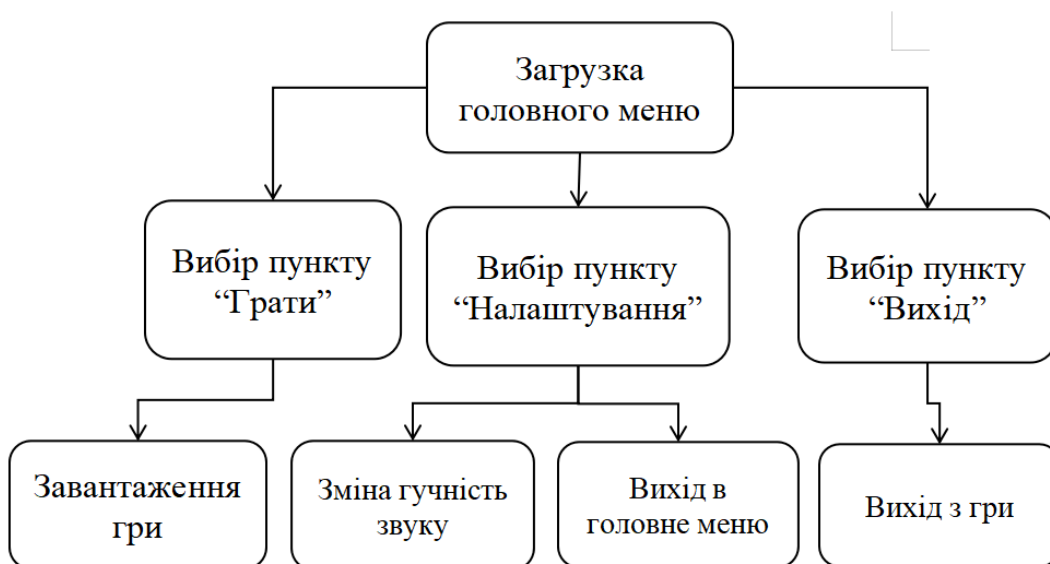 Загрузка
головного меню
Вибір пункту
“Грати”
Вибір пункту
“Налаштування”
Вибір пункту
“Вихід”
Завантаження
гри
Зміна гучність
звуку
Вихід в
головне меню
Вихід з гри